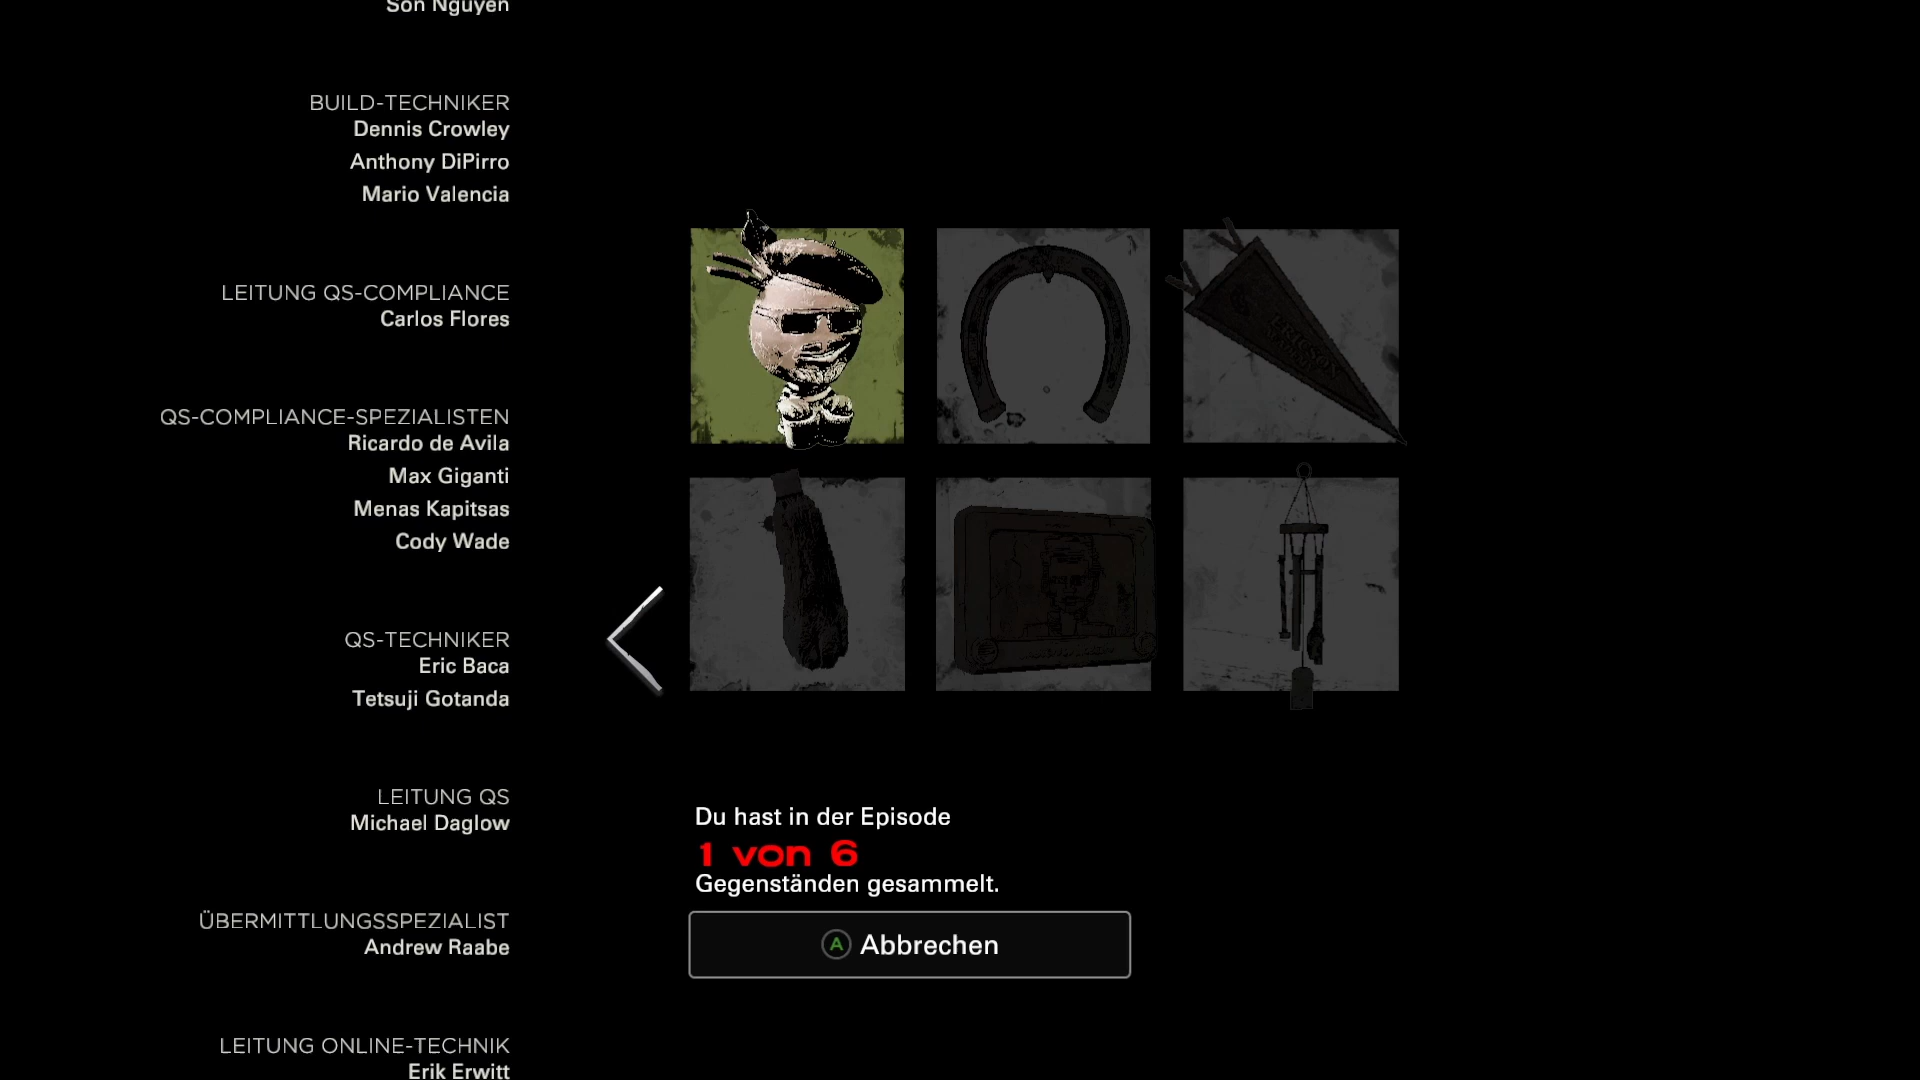 Son Nguyen
BUILD-TECHNIKER
Dennis Crowley
Anthony DiPirro
Mario Valencia
LEITUNG QS-COMPLIANCE
Carlos Flores
QS-COMPLIANCE-SPEZIALISTEN
Ricardo de Avila
Max Giganti
Menas Kapitsas
Cody Wade
QS-TECHNIKER
Eric Baca
Tetsuji Gotanda
LEITUNG QS
Michael Daglow
ÜBERMITTLUNGSSPEZIALIST
Andrew Raabe
LEITUNG ONLINE-TECHNIK
Erik Erwitt
ERICSON
Du hast in der Episode
1 von 6
Gegenständen gesammelt.
A Abbrechen